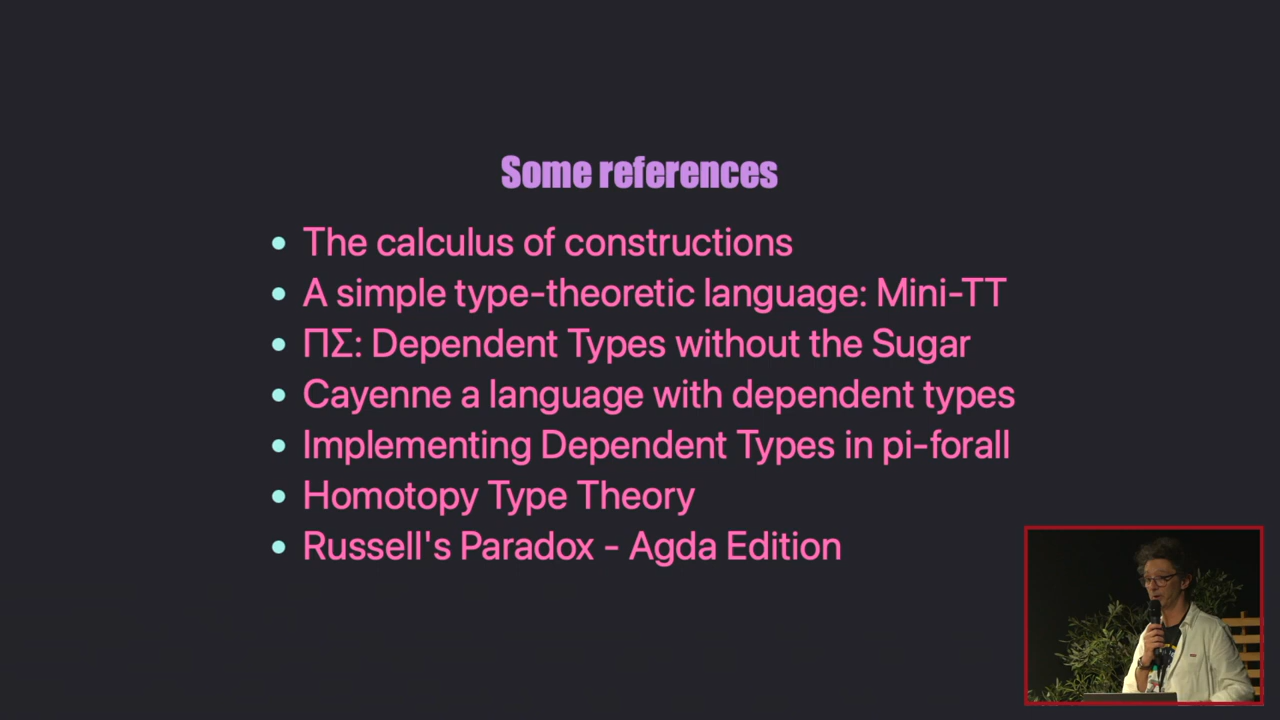 Some references
The calculus of constructions
A simple type-theoretic language: Mini-TT
ΠΣ: Dependent Types without the Sugar
Cayenne a language with dependent types
Implementing Dependent Types in pi-forall
Homotopy Type Theory
Russell's Paradox - Agda Edition